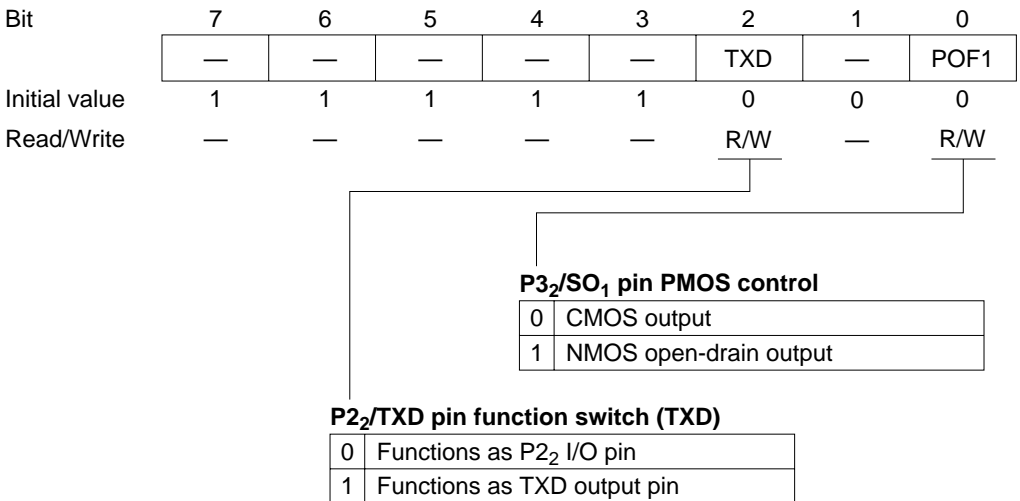 Bit 7 6 5 4 3 2 1 0
— — — — — TXD — POF1
Initial value 1 1 1 1 1 0 0 0
Read/Write — — — — — R/W — R/W
P3₂/SO₁ pin PMOS control
0 CMOS output
1 NMOS open-drain output
P2₂/TXD pin function switch (TXD)
0 Functions as P2₂ I/O pin
1 Functions as TXD output pin